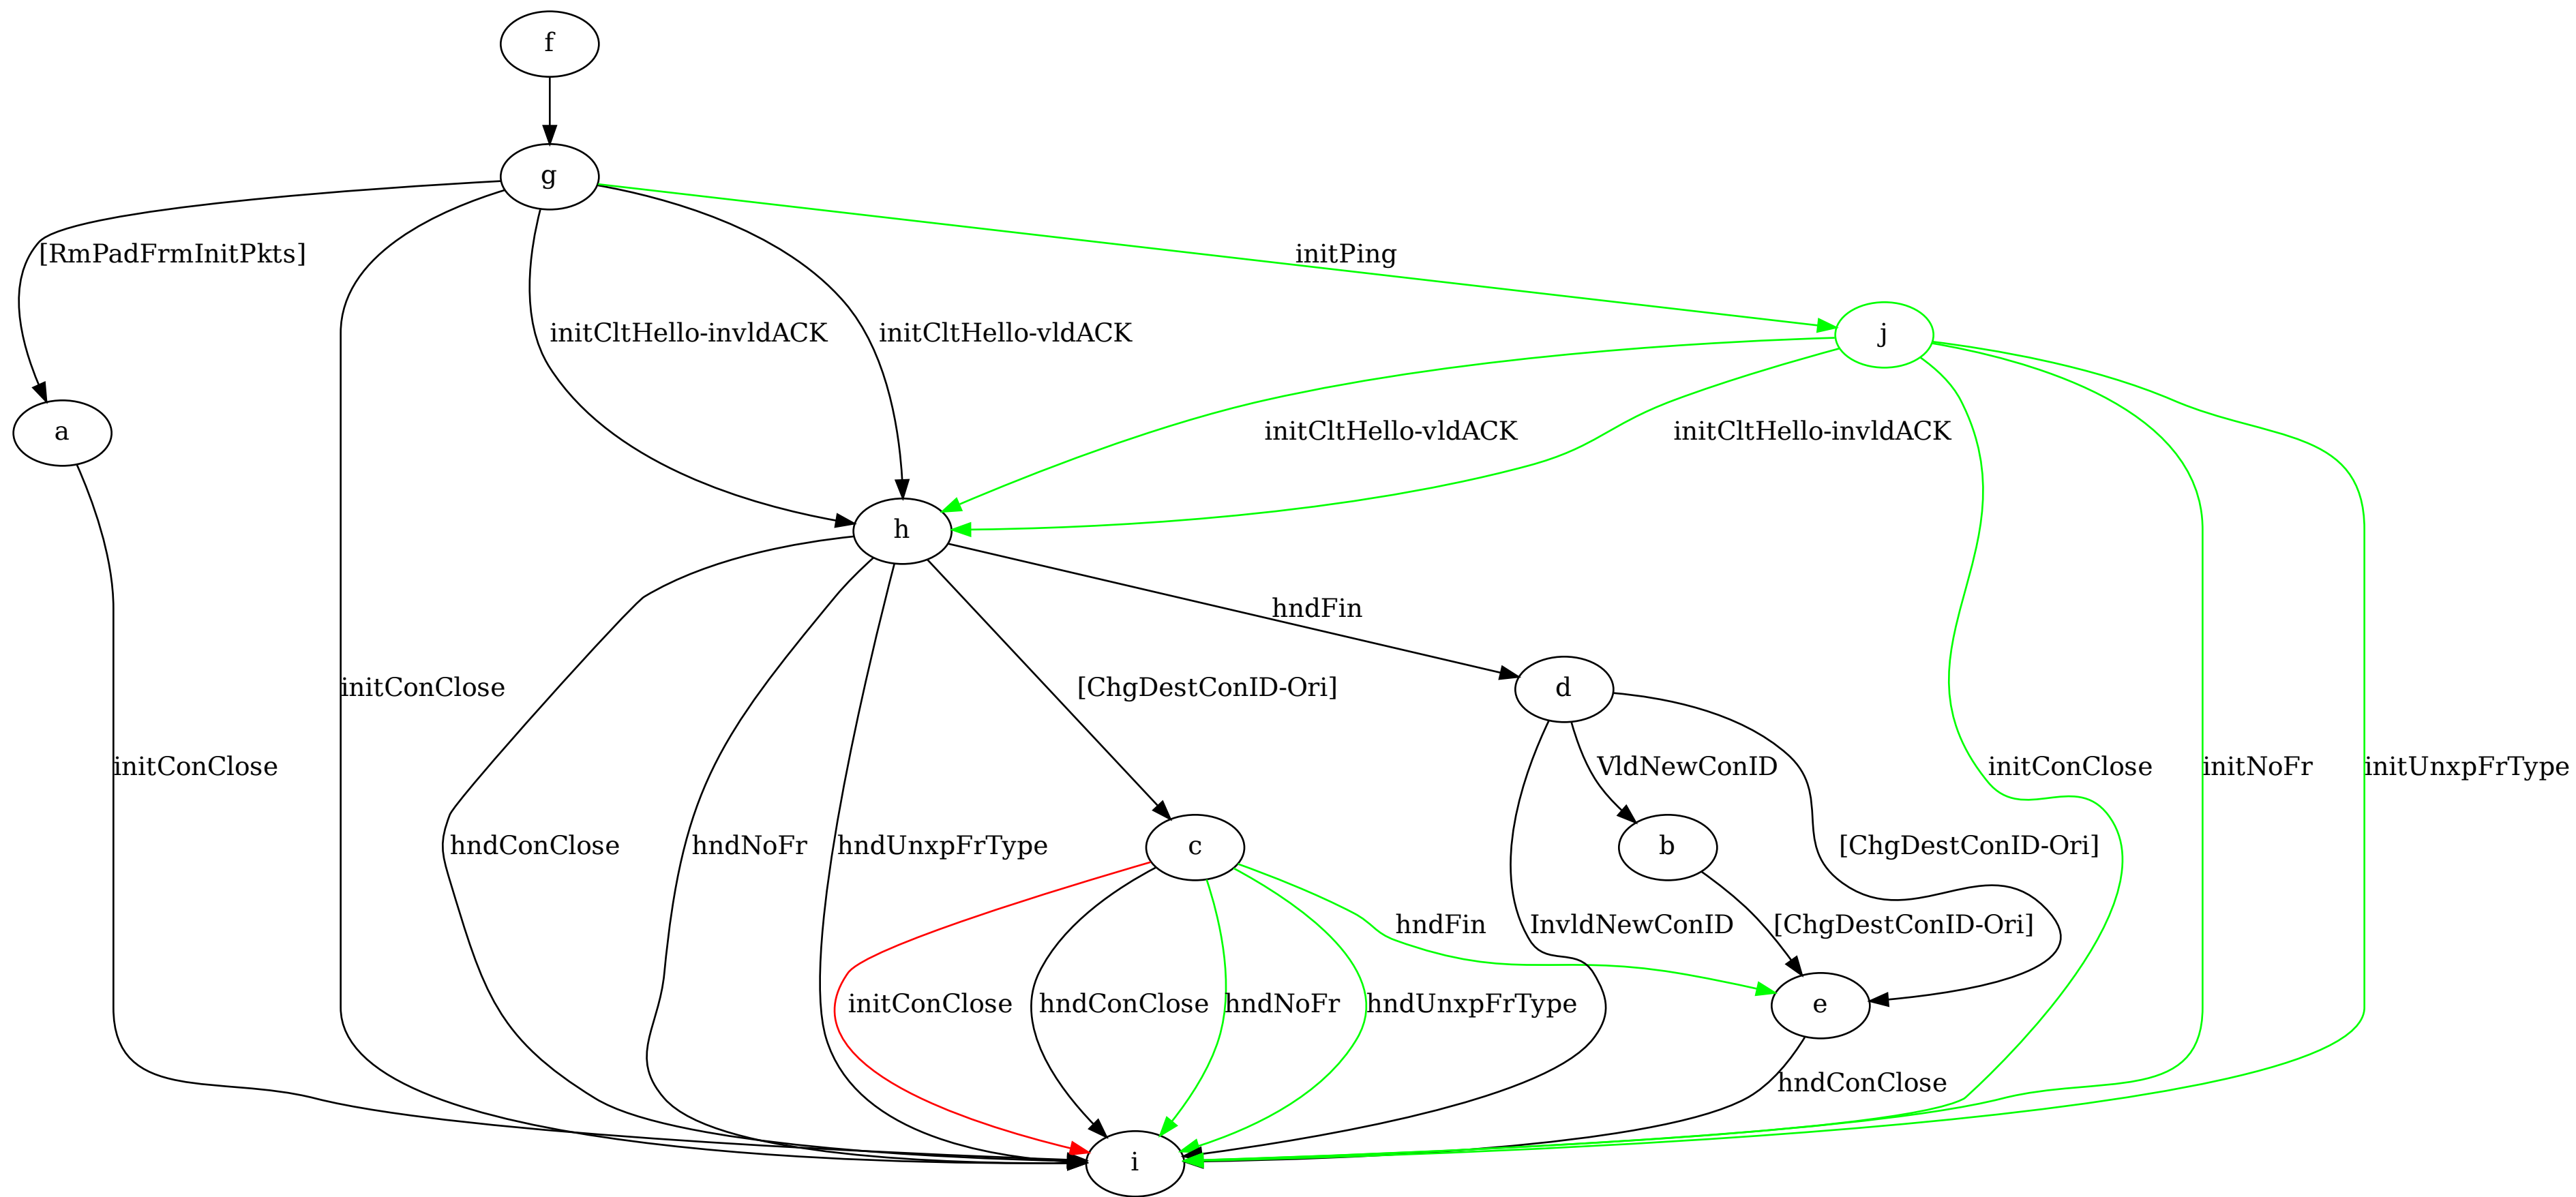 f
g
[RmPadFrmInitPkts]
initPing
initCltHello-invldACK
initCltHello-vldACK
j
a
initCltHello-vldACK
initCltHello-invldACK
h
hndFin
initConClose
[ChgDestConID-Ori]
d
initConClose
VldNewConID
initConClose
initNoFr
initUnxpFrType
hndConClose
hndNoFr
hndUnxpFrType
c
b
[ChgDestConID-Ori]
hndFin
InvldNewConID
[ChgDestConID-Ori]
initConClose
hndConClose
hndNoFr
hndUnxpFrType
e
hndConClose
i